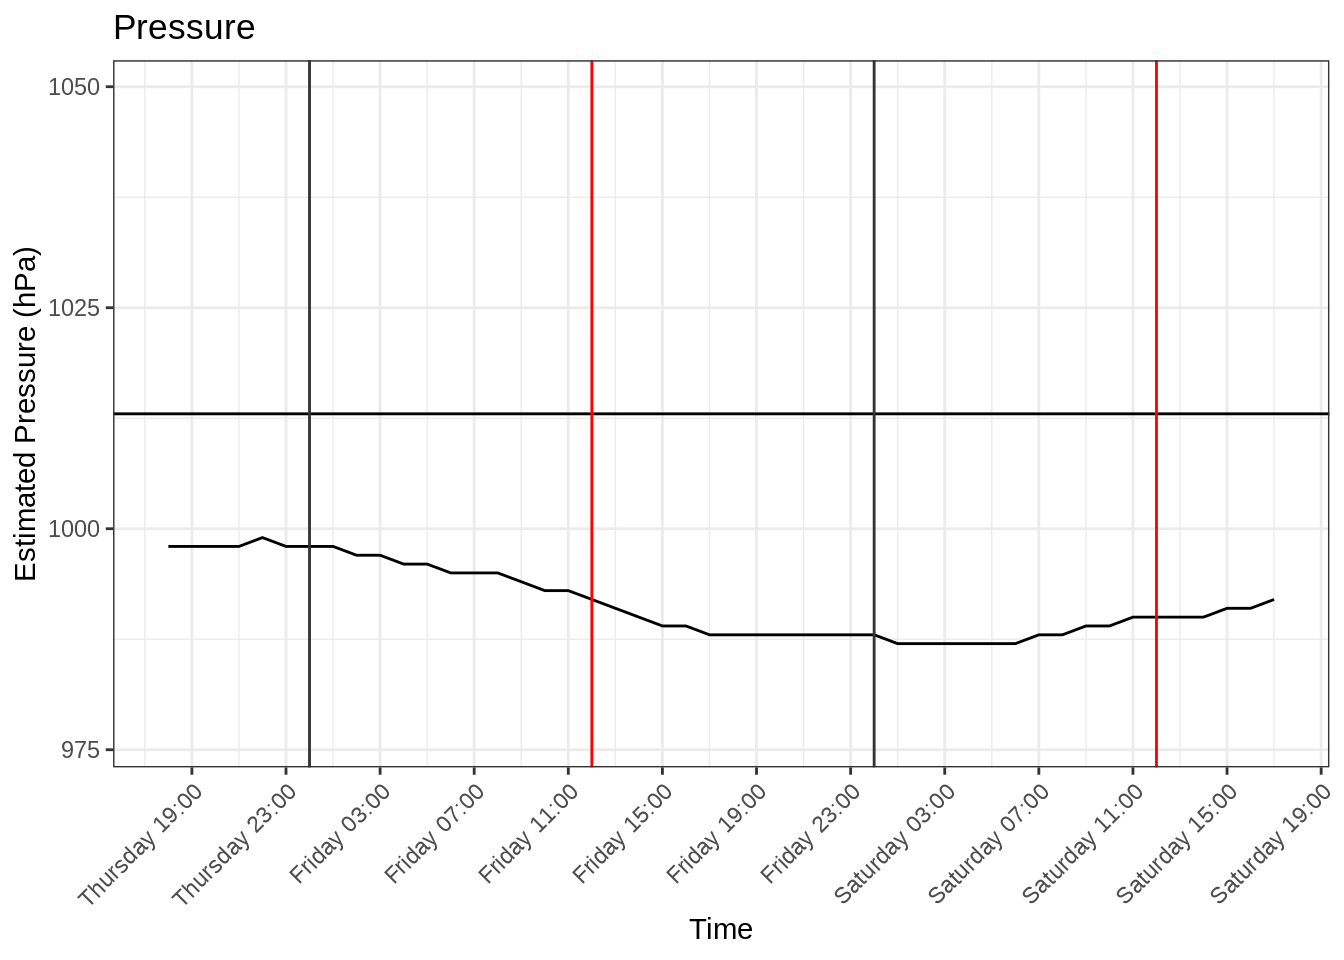 Pressure
Estimated Pressure (hPa)
1050
1025
1000
975
Thursday 19:00
Thursday 23:00
Friday 03:00
Friday 07:00
Friday 11:00
Friday 15:00
Friday 19:00
Friday 23:00
Saturday 03:00
Saturday 07:00
Saturday 11:00
Saturday 15:00
Saturday 19:00
Time